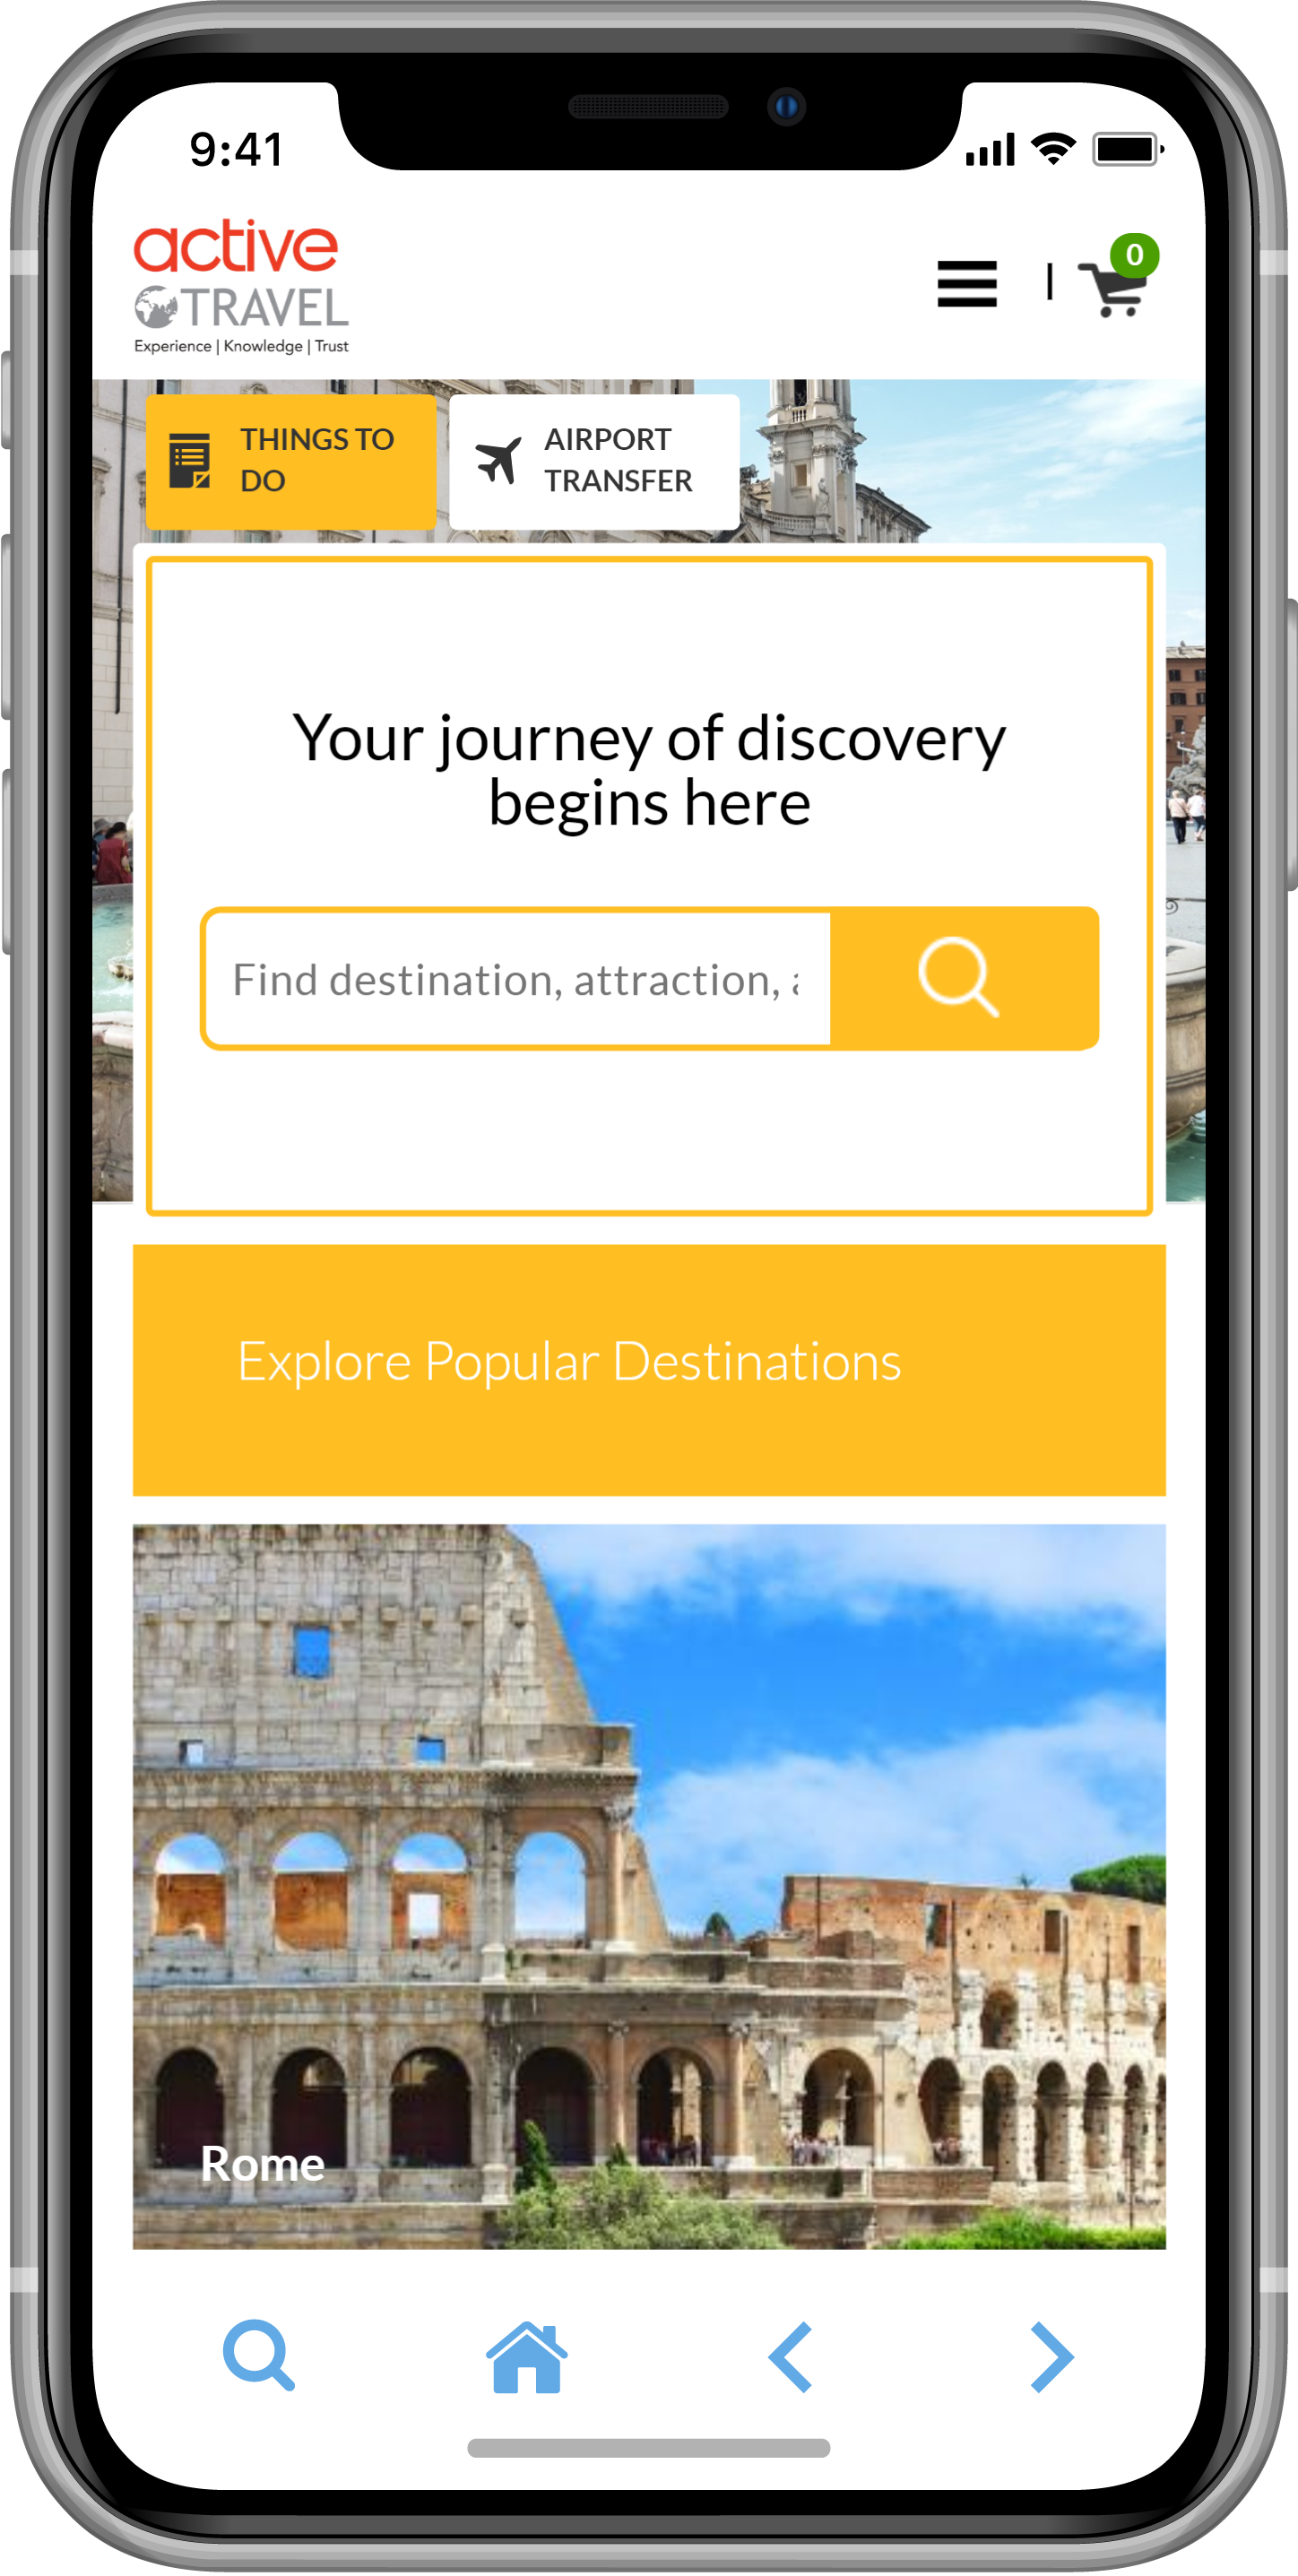 9:41
active
TRAVEL
Experience | Knowledge | Trust
0
THINGS TO
DO
AIRPORT
TRANSFER
Your journey of discovery
begins here
Find destination, attraction,
Explore Popular Destinations
Rome